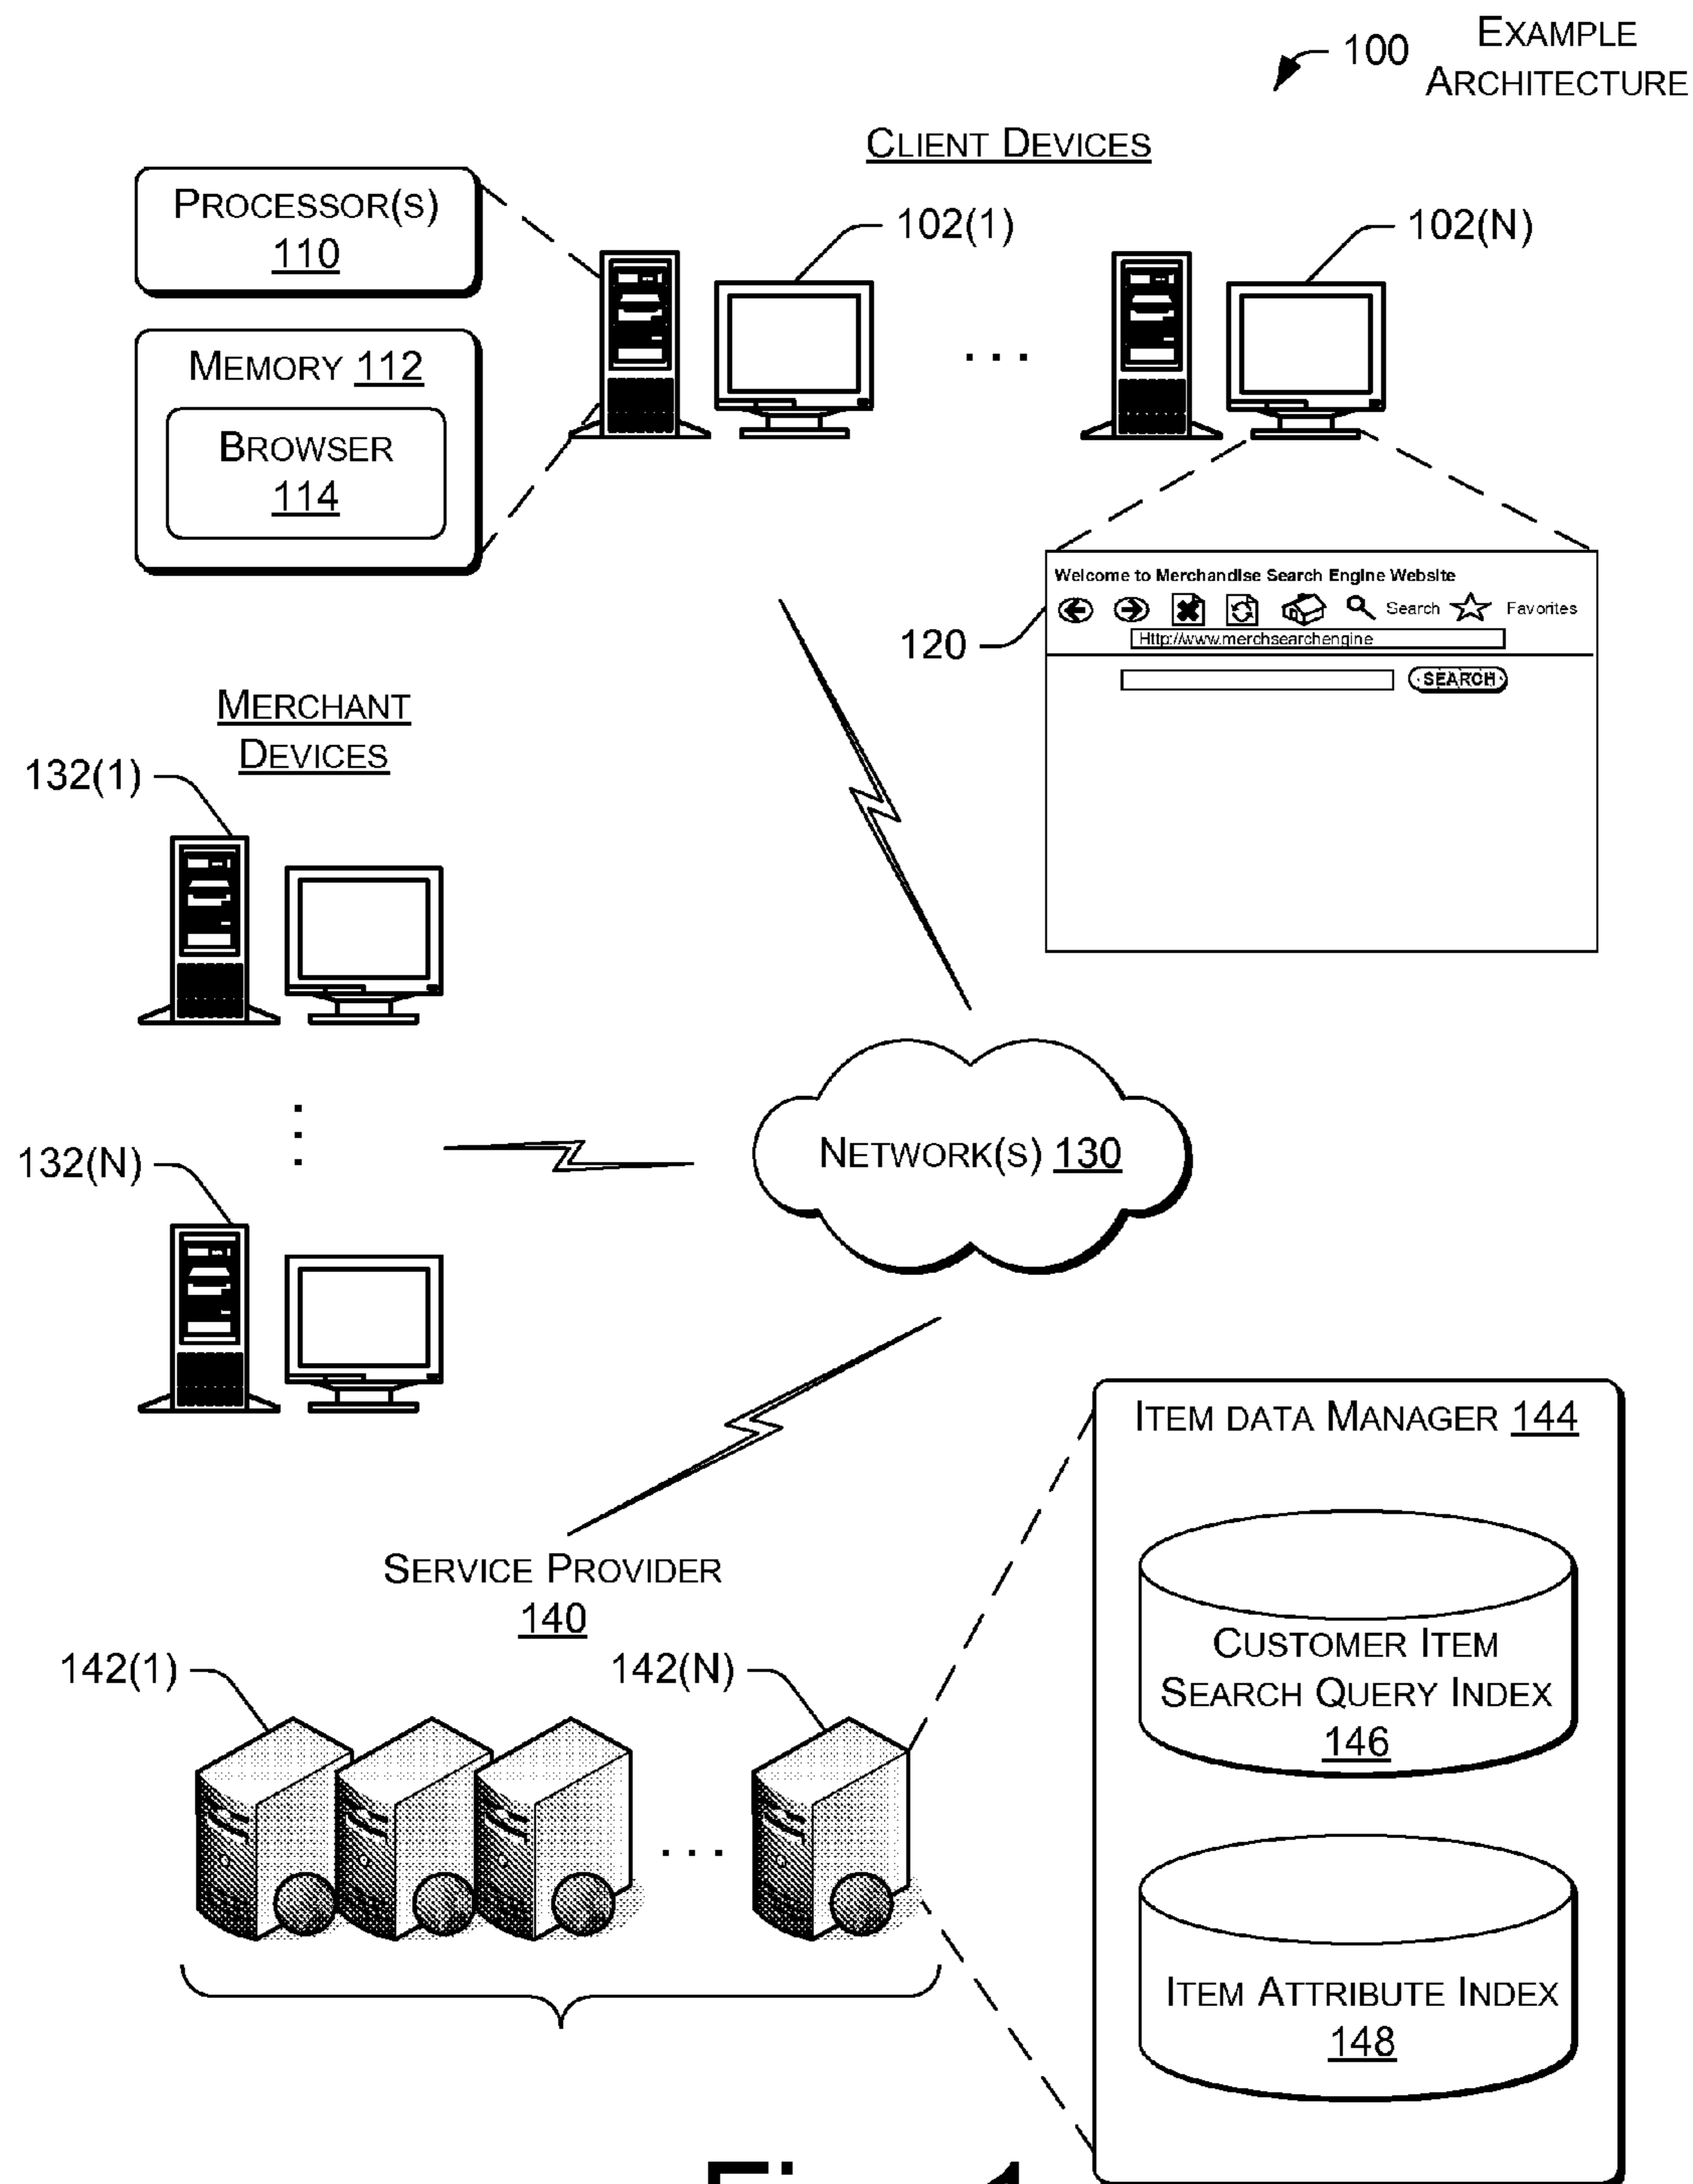 100
EXAMPLE
ARCHITECTURE
CLIENT DEVICES
PROCESSOR(S)
110
102(1)
102(N)
MEMORY 112
BROWSER
114
. . .
Welcome to Merchandise Search Engine Website
Search
Favorites
120
Http://www.merchsearchengine
SEARCH
MERCHANT
DEVICES
132(1)
132(N)
NETWORK(S) 130
ITEM DATA MANAGER 144
SERVICE PROVIDER
140
142(1)
142(N)
CUSTOMER ITEM
SEARCH QUERY INDEX
146
. . .
ITEM ATTRIBUTE INDEX
148